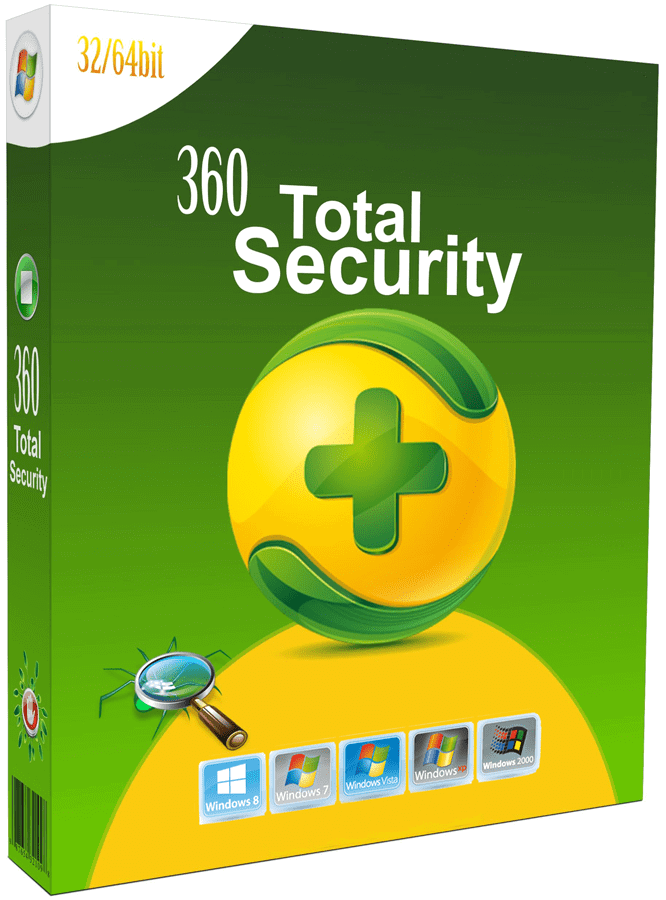 32/64bit
360
Total
Security
360
Total
Security
Windows 8
Windows 7
Windows Vista
Windows XP
Windows 2000